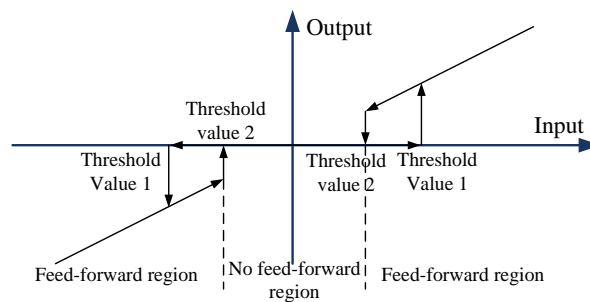 Output
Input
Threshold
value 2
Threshold
Value 1
Threshold
value 2
Threshold
Value 1
Feed-forward region
No feed-forward
region
Feed-forward region